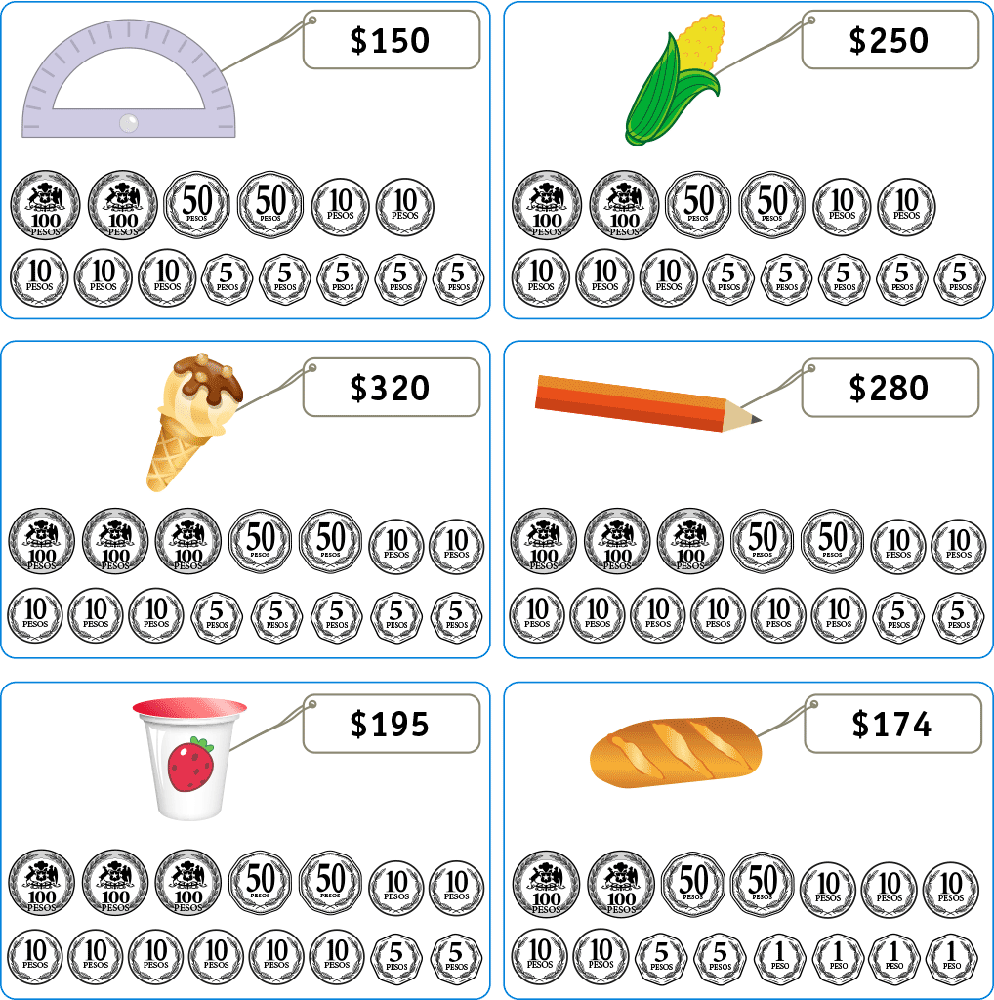 $150
100 PESOS 100 PESOS 50 PESOS 50 PESOS 10 PESOS 10 PESOS
10 PESOS 10 PESOS 10 PESOS 5 PESOS 5 PESOS 5 PESOS 5 PESOS 5 PESOS
$250
100 PESOS 100 PESOS 50 PESOS 50 PESOS 10 PESOS 10 PESOS
10 PESOS 10 PESOS 10 PESOS 5 PESOS 5 PESOS 5 PESOS 5 PESOS 5 PESOS
$320
100 PESOS 100 PESOS 100 PESOS 50 PESOS 50 PESOS 10 PESOS 10 PESOS
10 PESOS 10 PESOS 10 PESOS 5 PESOS 5 PESOS 5 PESOS 5 PESOS 5 PESOS
$280
100 PESOS 100 PESOS 100 PESOS 50 PESOS 50 PESOS 10 PESOS 10 PESOS
10 PESOS 10 PESOS 10 PESOS 10 PESOS 10 PESOS 10 PESOS 5 PESOS 5 PESOS
$195
100 PESOS 100 PESOS 100 PESOS 50 PESOS 50 PESOS 10 PESOS 10 PESOS
10 PESOS 10 PESOS 10 PESOS 10 PESOS 10 PESOS 10 PESOS 5 PESOS 5 PESOS
$174
100 PESOS 100 PESOS 50 PESOS 50 PESOS 10 PESOS 10 PESOS 10 PESOS
10 PESOS 10 PESOS 5 PESOS 5 PESOS 1 PESO 1 PESO 1 PESO 1 PESO